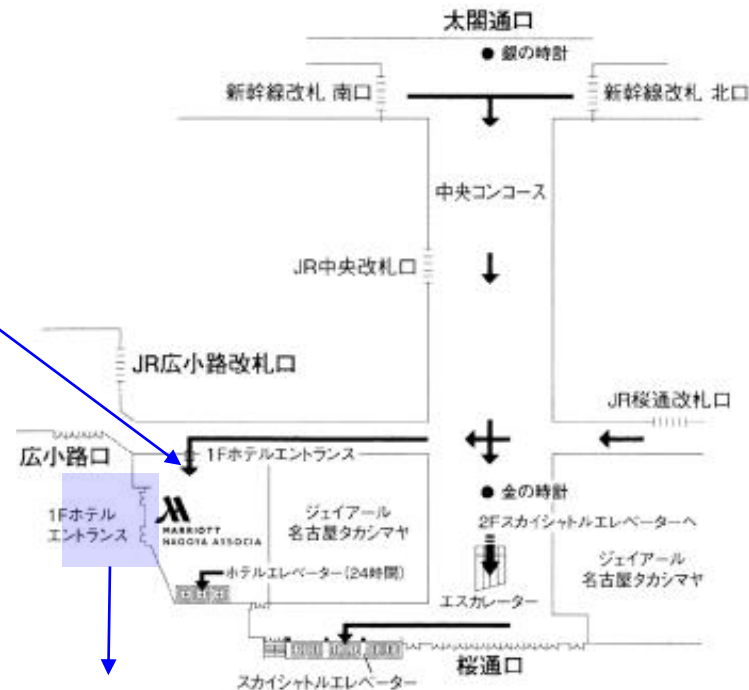 太閤通口
銀の時計
新幹線改札 南口
新幹線改札 北口
中央コンコース
JR中央改札口
JR広小路改札口
JR桜通改札口
広小路口
1Fホテルエントランス
金の時計
1Fホテル
エントランス
MARRIOTT
NAGOYA ASSOCIA
ジェイアール
名古屋タカシマヤ
2Fスカイシャトルエレベーターへ
ジェイアール
名古屋タカシマヤ
ホテルエレベーター(24時間)
エスカレーター
桜通口
スカイシャトルエレベーター